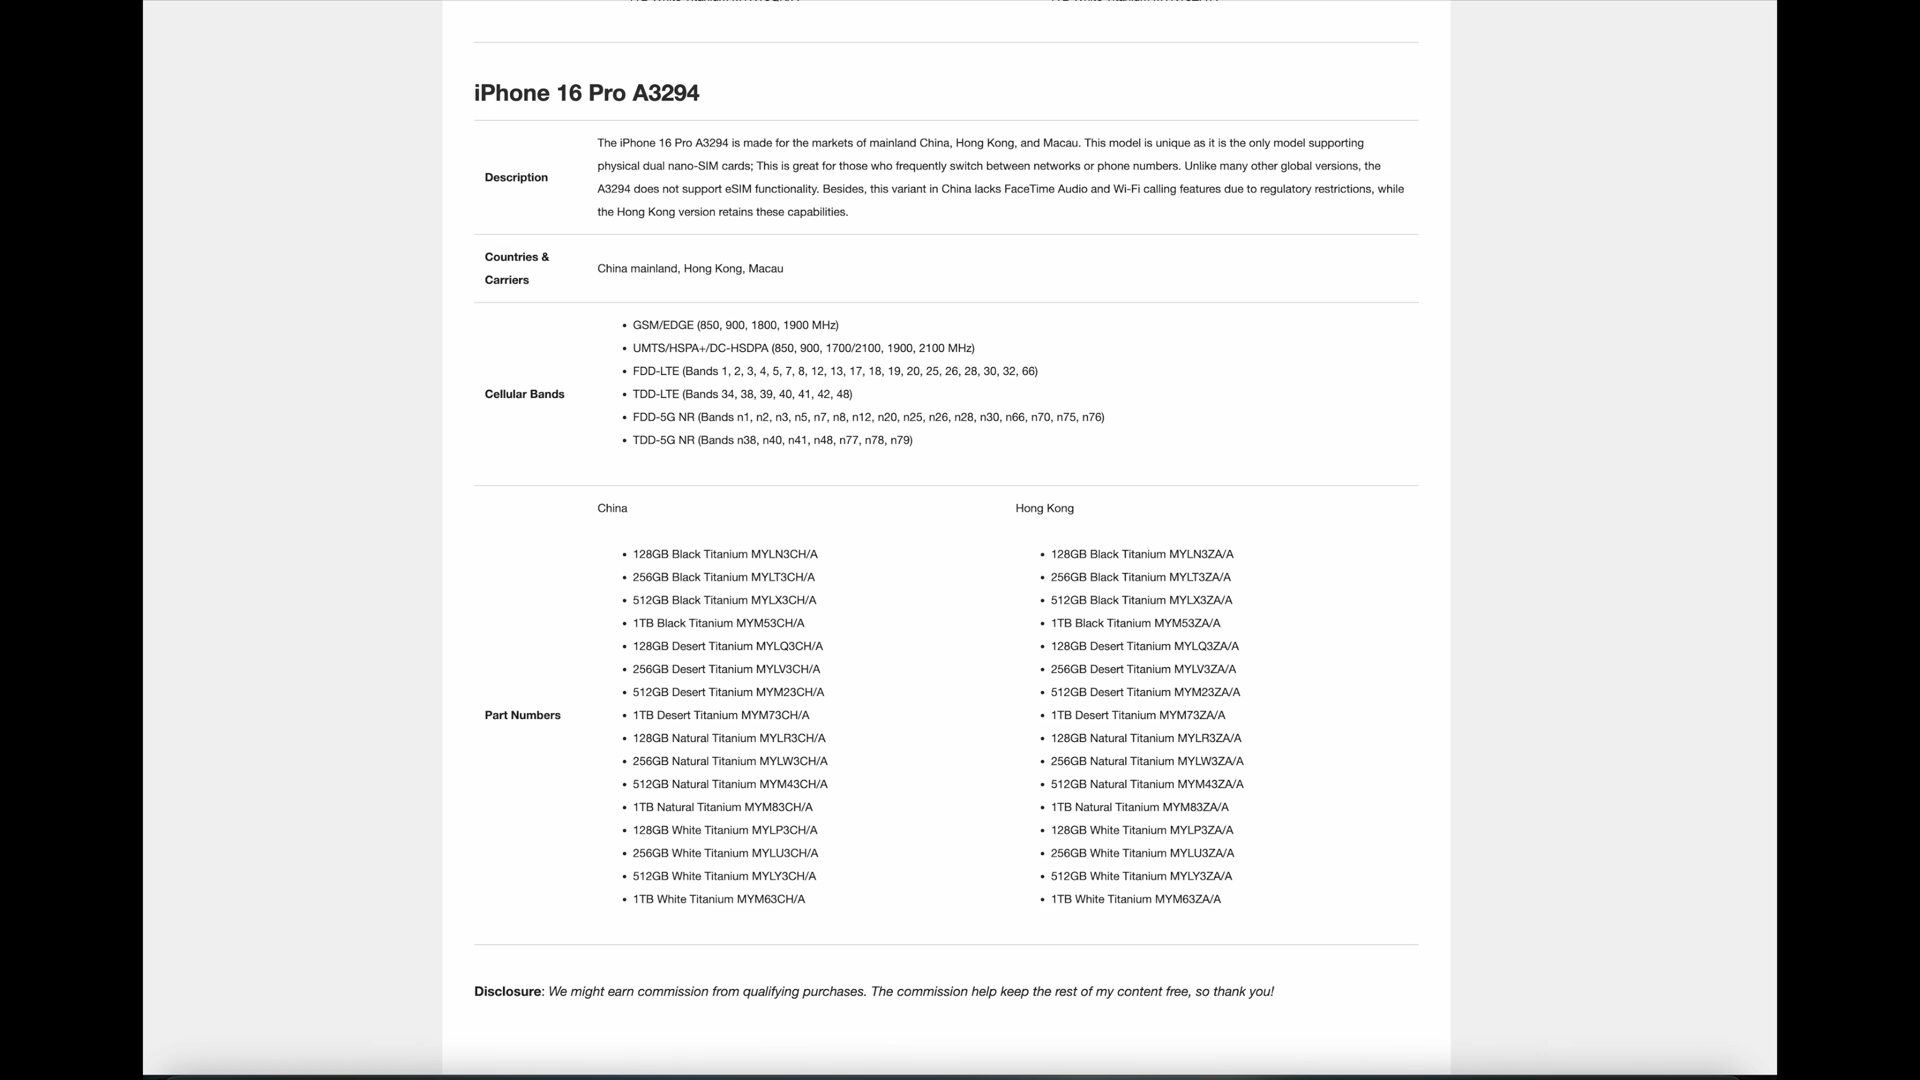 iPhone 16 Pro A3294
The iPhone 16 Pro A3294 is made for the markets of mainland China, Hong Kong, and Macau. This model is unique as it is the only model supporting
physical dual nano-SIM cards; This is great for those who frequently switch between networks or phone numbers. Unlike many other global versions, the
Description
A3294 does not support eSIM functionality. Besides, this variant in China lacks FaceTime Audio and Wi-Fi calling features due to regulatory restrictions, while
the Hong Kong version retains these capabilities.
Countries &
Carriers
China mainland, Hong Kong, Macau
Cellular Bands
• GSM/EDGE (850, 900, 1800, 1900 MHz)
• UMTS/HSPA+/DC-HSDPA (850, 900, 1700/2100, 1900, 2100 MHz)
• FDD-LTE (Bands 1, 2, 3, 4, 5, 7, 8, 12, 13, 17, 18, 19, 20, 25, 26, 28, 30, 32, 66)
• TDD-LTE (Bands 34, 38, 39, 40, 41, 42, 48)
• FDD-5G NR (Bands n1, n2, n3, n5, n7, n8, n12, n20, n25, n26, n28, n30, n66, n70, n75, n76)
• TDD-5G NR (Bands n38, n40, n41, n48, n77, n78, n79)
Part Numbers
China
• 128GB Black Titanium MYLN3CH/A
• 256GB Black Titanium MYLT3CH/A
• 512GB Black Titanium MYLX3CH/A
• 1TB Black Titanium MYM53CH/A
• 128GB Desert Titanium MYLQ3CH/A
• 256GB Desert Titanium MYLV3CH/A
• 512GB Desert Titanium MYM23CH/A
• 1TB Desert Titanium MYM73CH/A
• 128GB Natural Titanium MYLR3CH/A
• 256GB Natural Titanium MYLW3CH/A
• 512GB Natural Titanium MYM43CH/A
• 1TB Natural Titanium MYM83CH/A
• 128GB White Titanium MYLP3CH/A
• 256GB White Titanium MYLU3CH/A
• 512GB White Titanium MYLY3CH/A
• 1TB White Titanium MYM63CH/A
Hong Kong
• 128GB Black Titanium MYLN3ZA/A
• 256GB Black Titanium MYLT3ZA/A
• 512GB Black Titanium MYLX3ZA/A
• 1TB Black Titanium MYM53ZA/A
• 128GB Desert Titanium MYLQ3ZA/A
• 256GB Desert Titanium MYLV3ZA/A
• 512GB Desert Titanium MYM23ZA/A
• 1TB Desert Titanium MYM73ZA/A
• 128GB Natural Titanium MYLR3ZA/A
• 256GB Natural Titanium MYLW3ZA/A
• 512GB Natural Titanium MYM43ZA/A
• 1TB Natural Titanium MYM83ZA/A
• 128GB White Titanium MYLP3ZA/A
• 256GB White Titanium MYLU3ZA/A
• 512GB White Titanium MYLY3ZA/A
• 1TB White Titanium MYM63ZA/A
Disclosure: We might earn commission from qualifying purchases. The commission help keep the rest of my content free, so thank you!